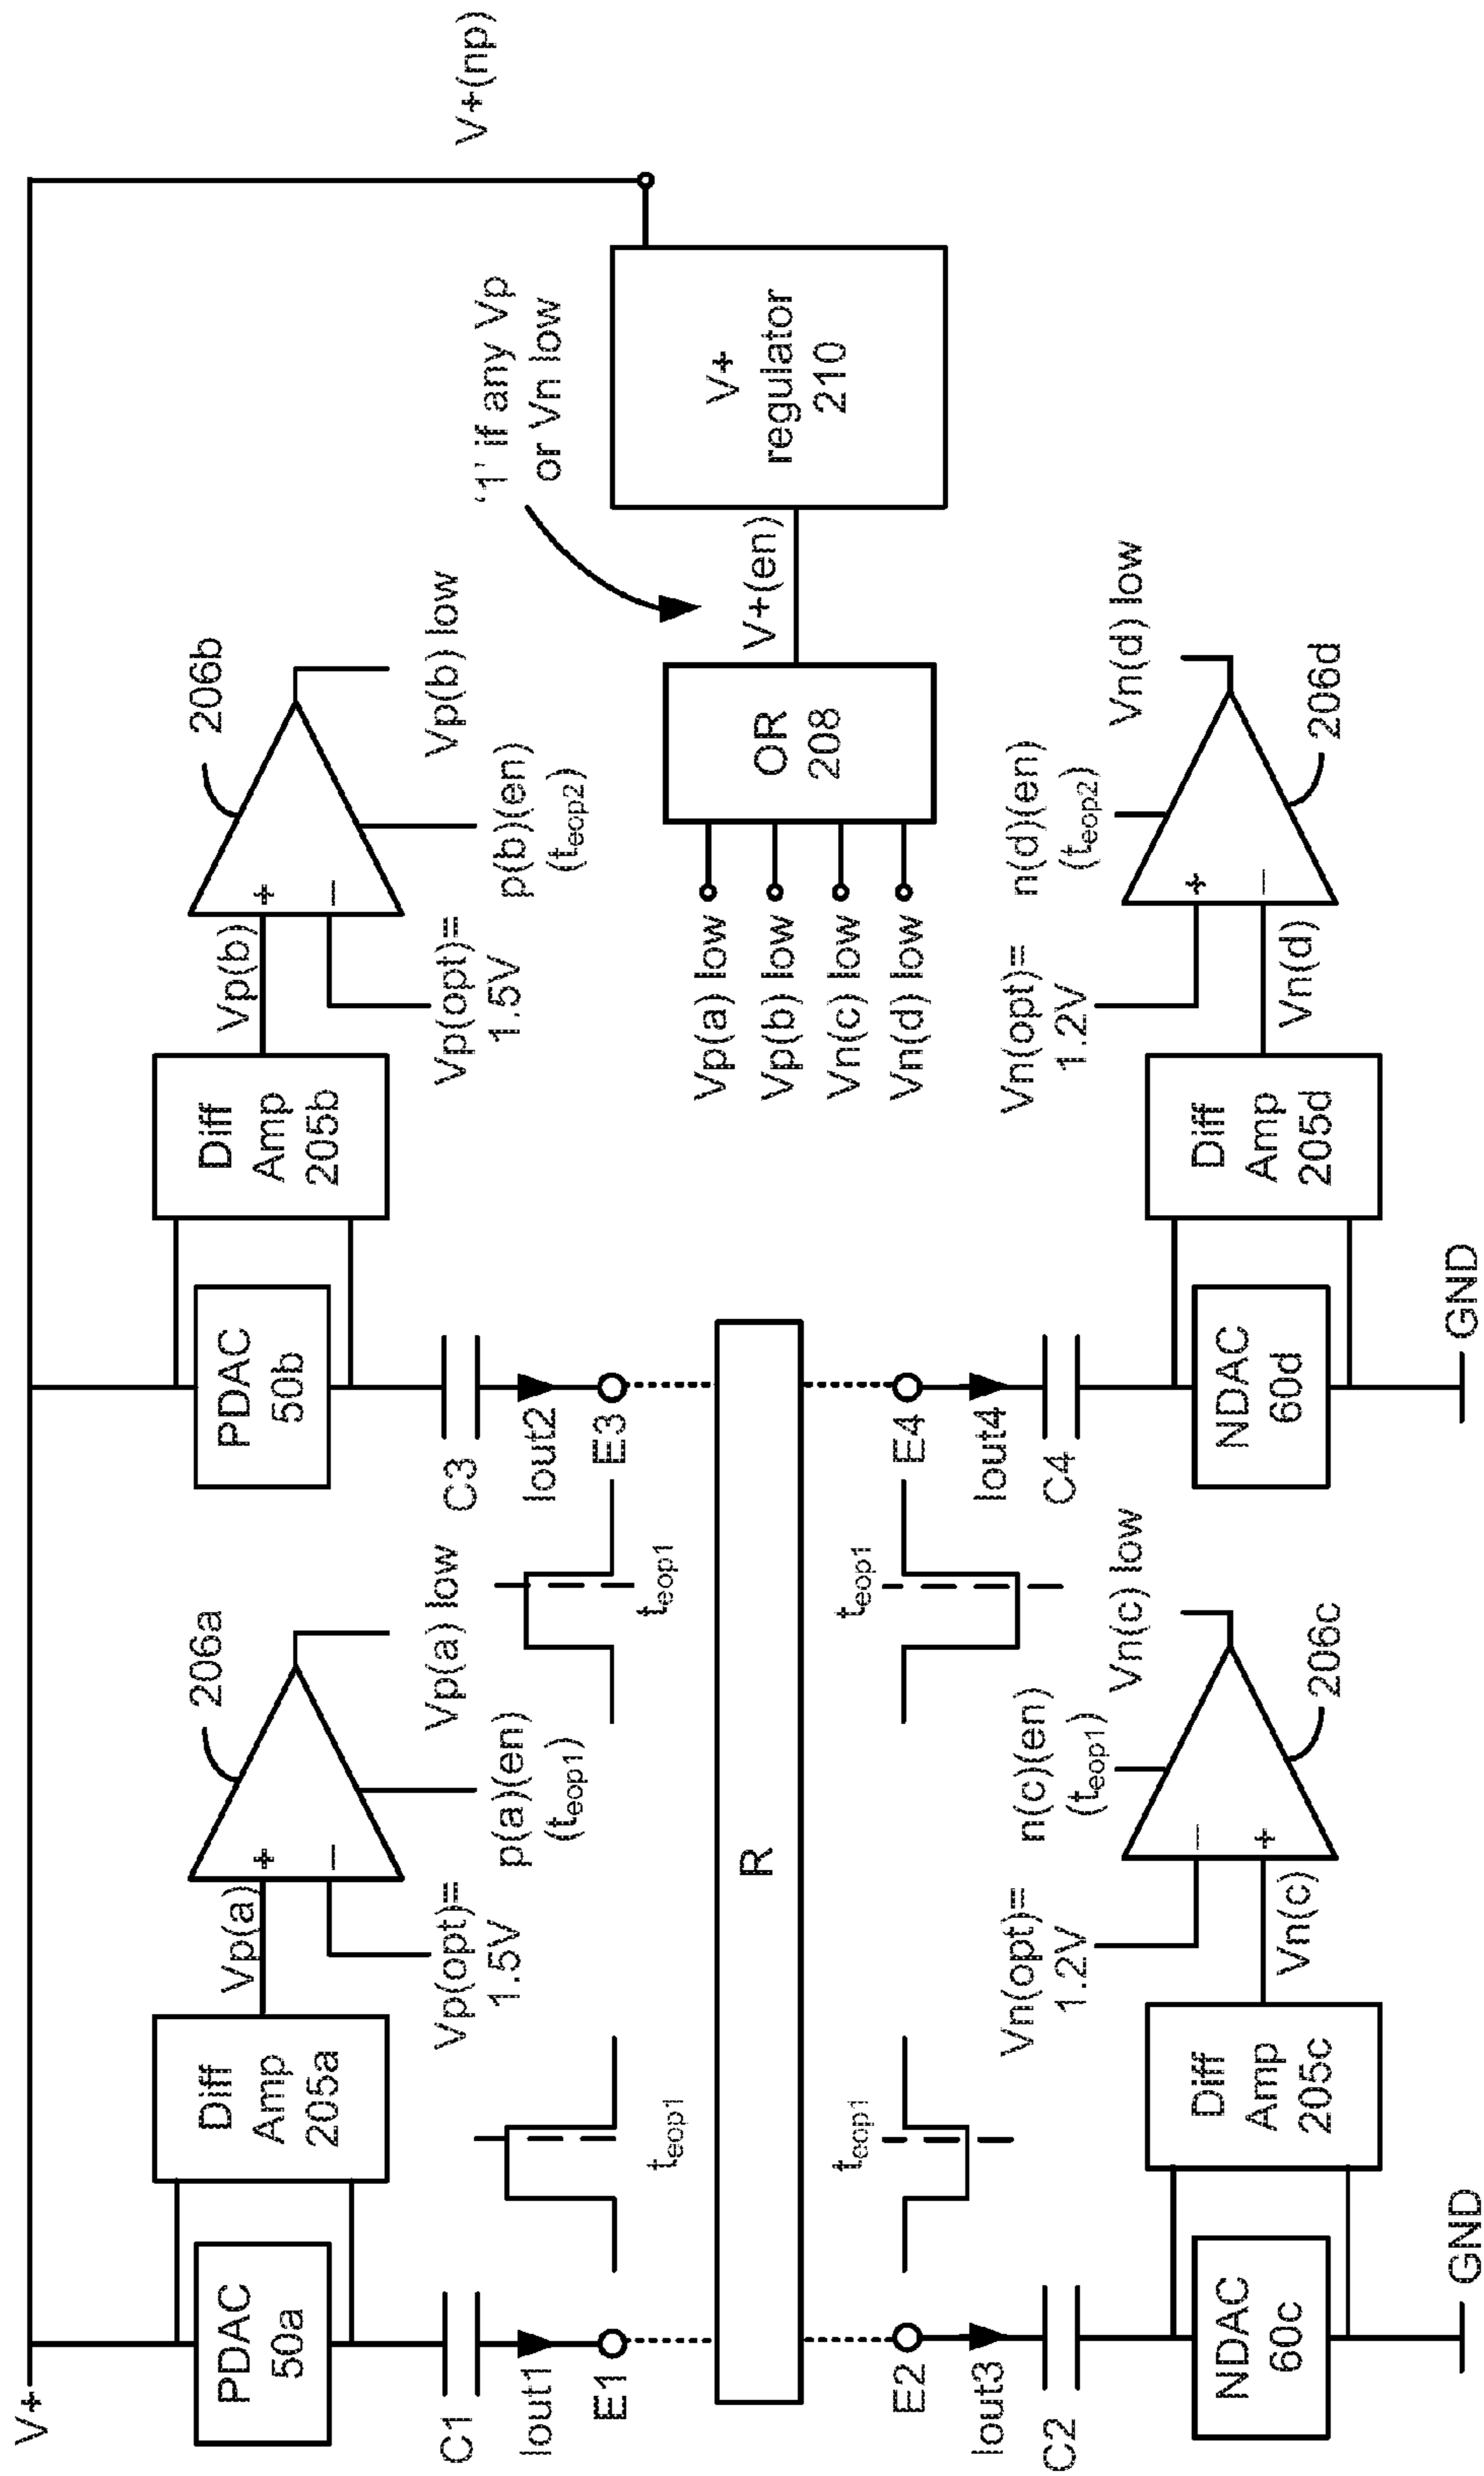 V+
PDAC
50a
Diff
Amp
205a
Vp(a)
+
–
206a
Vp(opt)=
1.5V
p(a)(en)
(teop1)
Vp(a) low
PDAC
50b
Diff
Amp
205b
Vp(b)
+
–
206b
Vp(opt)=
1.5V
p(b)(en)
(teop2)
Vp(b) low
V+(np)
C1
Iout1
E1
teop1
C3
Iout2
E3
teop1
R
Vp(a) low
Vp(b) low
Vn(c) low
Vn(d) low
OR
208
V+(en)
'1' if any Vp
or Vn low
V+
regulator
210
E2
Iout3
C2
teop1
E4
Iout4
C4
teop1
NDAC
60c
GND
Diff
Amp
205c
Vn(c)
Vn(opt)=
1.2V
–
+
n(c)(en)
(teop1)
Vn(c) low
206c
NDAC
60d
GND
Diff
Amp
205d
Vn(d)
Vn(opt)=
1.2V
+
–
n(d)(en)
(teop2)
Vn(d) low
206d